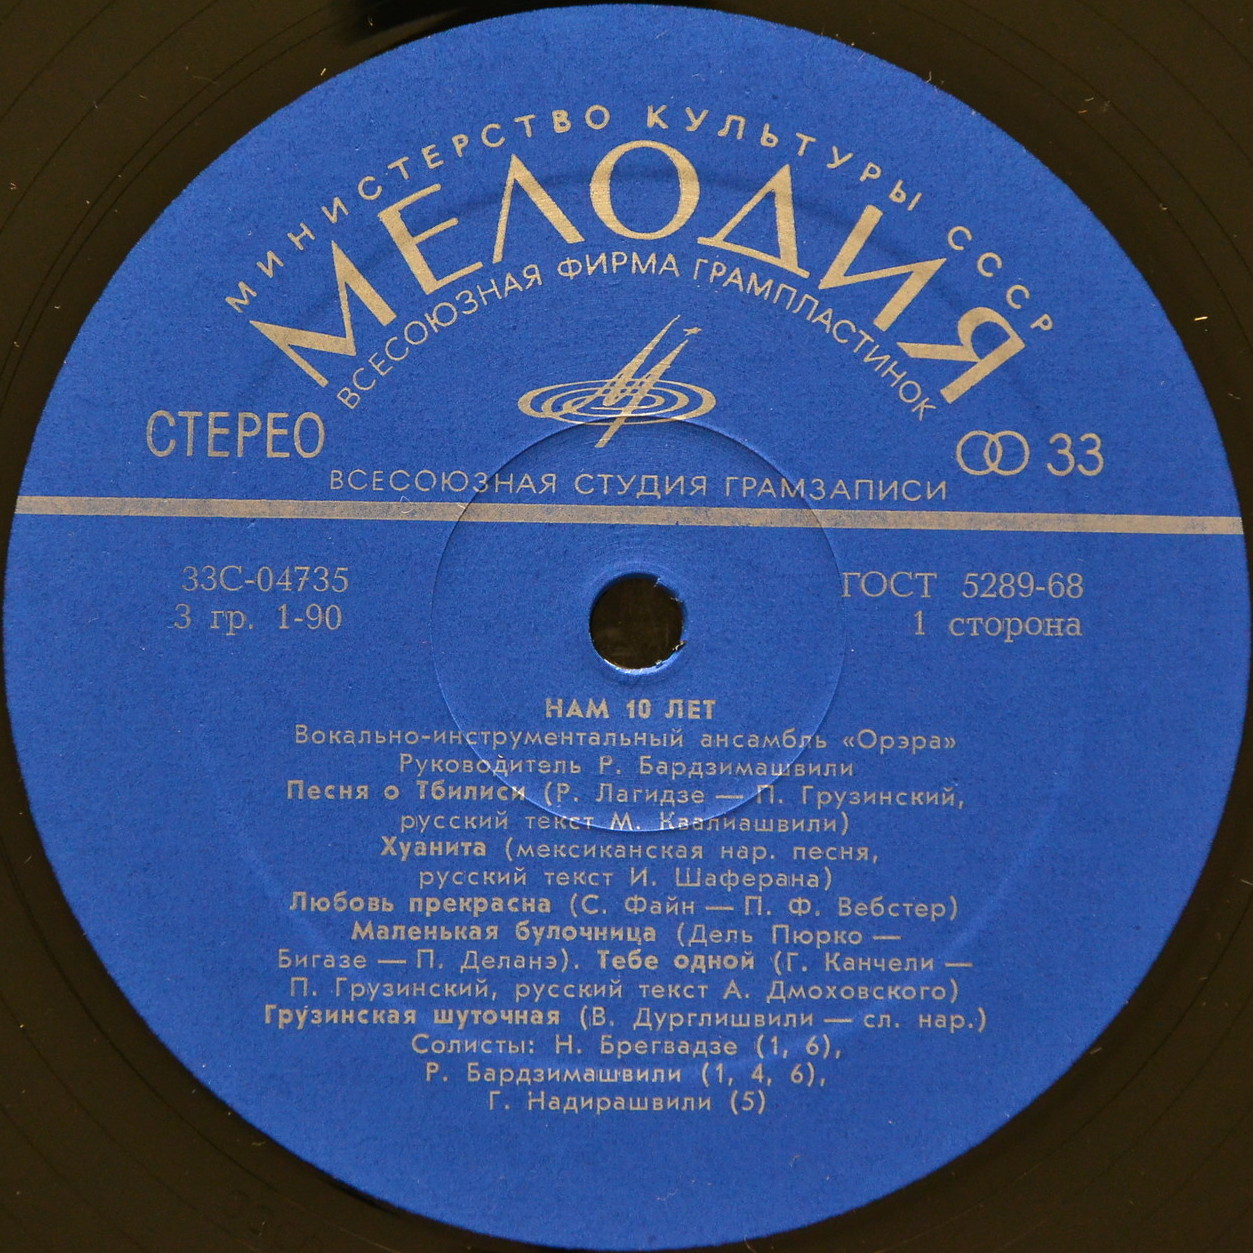 МИНИСТЕРСТВО КУЛЬТУРЫ СССР
МЕЛОДИЯ
ВСЕСОЮЗНАЯ ФИРМА ГРАМПЛАСТИНОК
СТЕРЕО
33
ВСЕСОЮЗНАЯ СТУДИЯ ГРАМЗАПИСИ
33С-04735
ГОСТ 5289-68
3 гр. 1-90
1 сторона
НАМ 10 ЛЕТ
Вокально-инструментальный ансамбль «Орэра»
Руководитель Р. Бардзимашвили
Песня о Тбилиси (Р. Лагидзе — П. Грузинский,
русский текст М. Квалиашвили)
Хуанита (мексиканская нар. песня,
русский текст И. Шаферана)
Любовь прекрасна (С. Файн — П. Ф. Вебстер)
Маленькая булочница (Дель Пюрко —
Бигазе — П. Деланэ). Тебе одной (Г. Канчели —
П. Грузинский, русский текст А. Дмоховского)
Грузинская шуточная (В. Дурглишвили — сл. нар.)
Солисты: Н. Брегвадзе (1, 6),
Р. Бардзимашвили (1, 4, 6),
Г. Надирашвили (5)